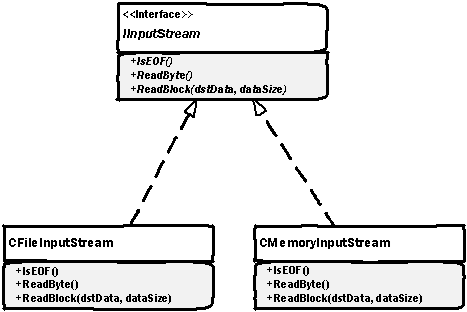 <<Interface>>
IInputStream
+IsEOF()
+ReadByte()
+ReadBlock(dstData, dataSize)
CFileInputStream
+IsEOF()
+ReadByte()
+ReadBlock(dstData, dataSize)
CMemoryInputStream
+IsEOF()
+ReadByte()
+ReadBlock(dstData, dataSize)